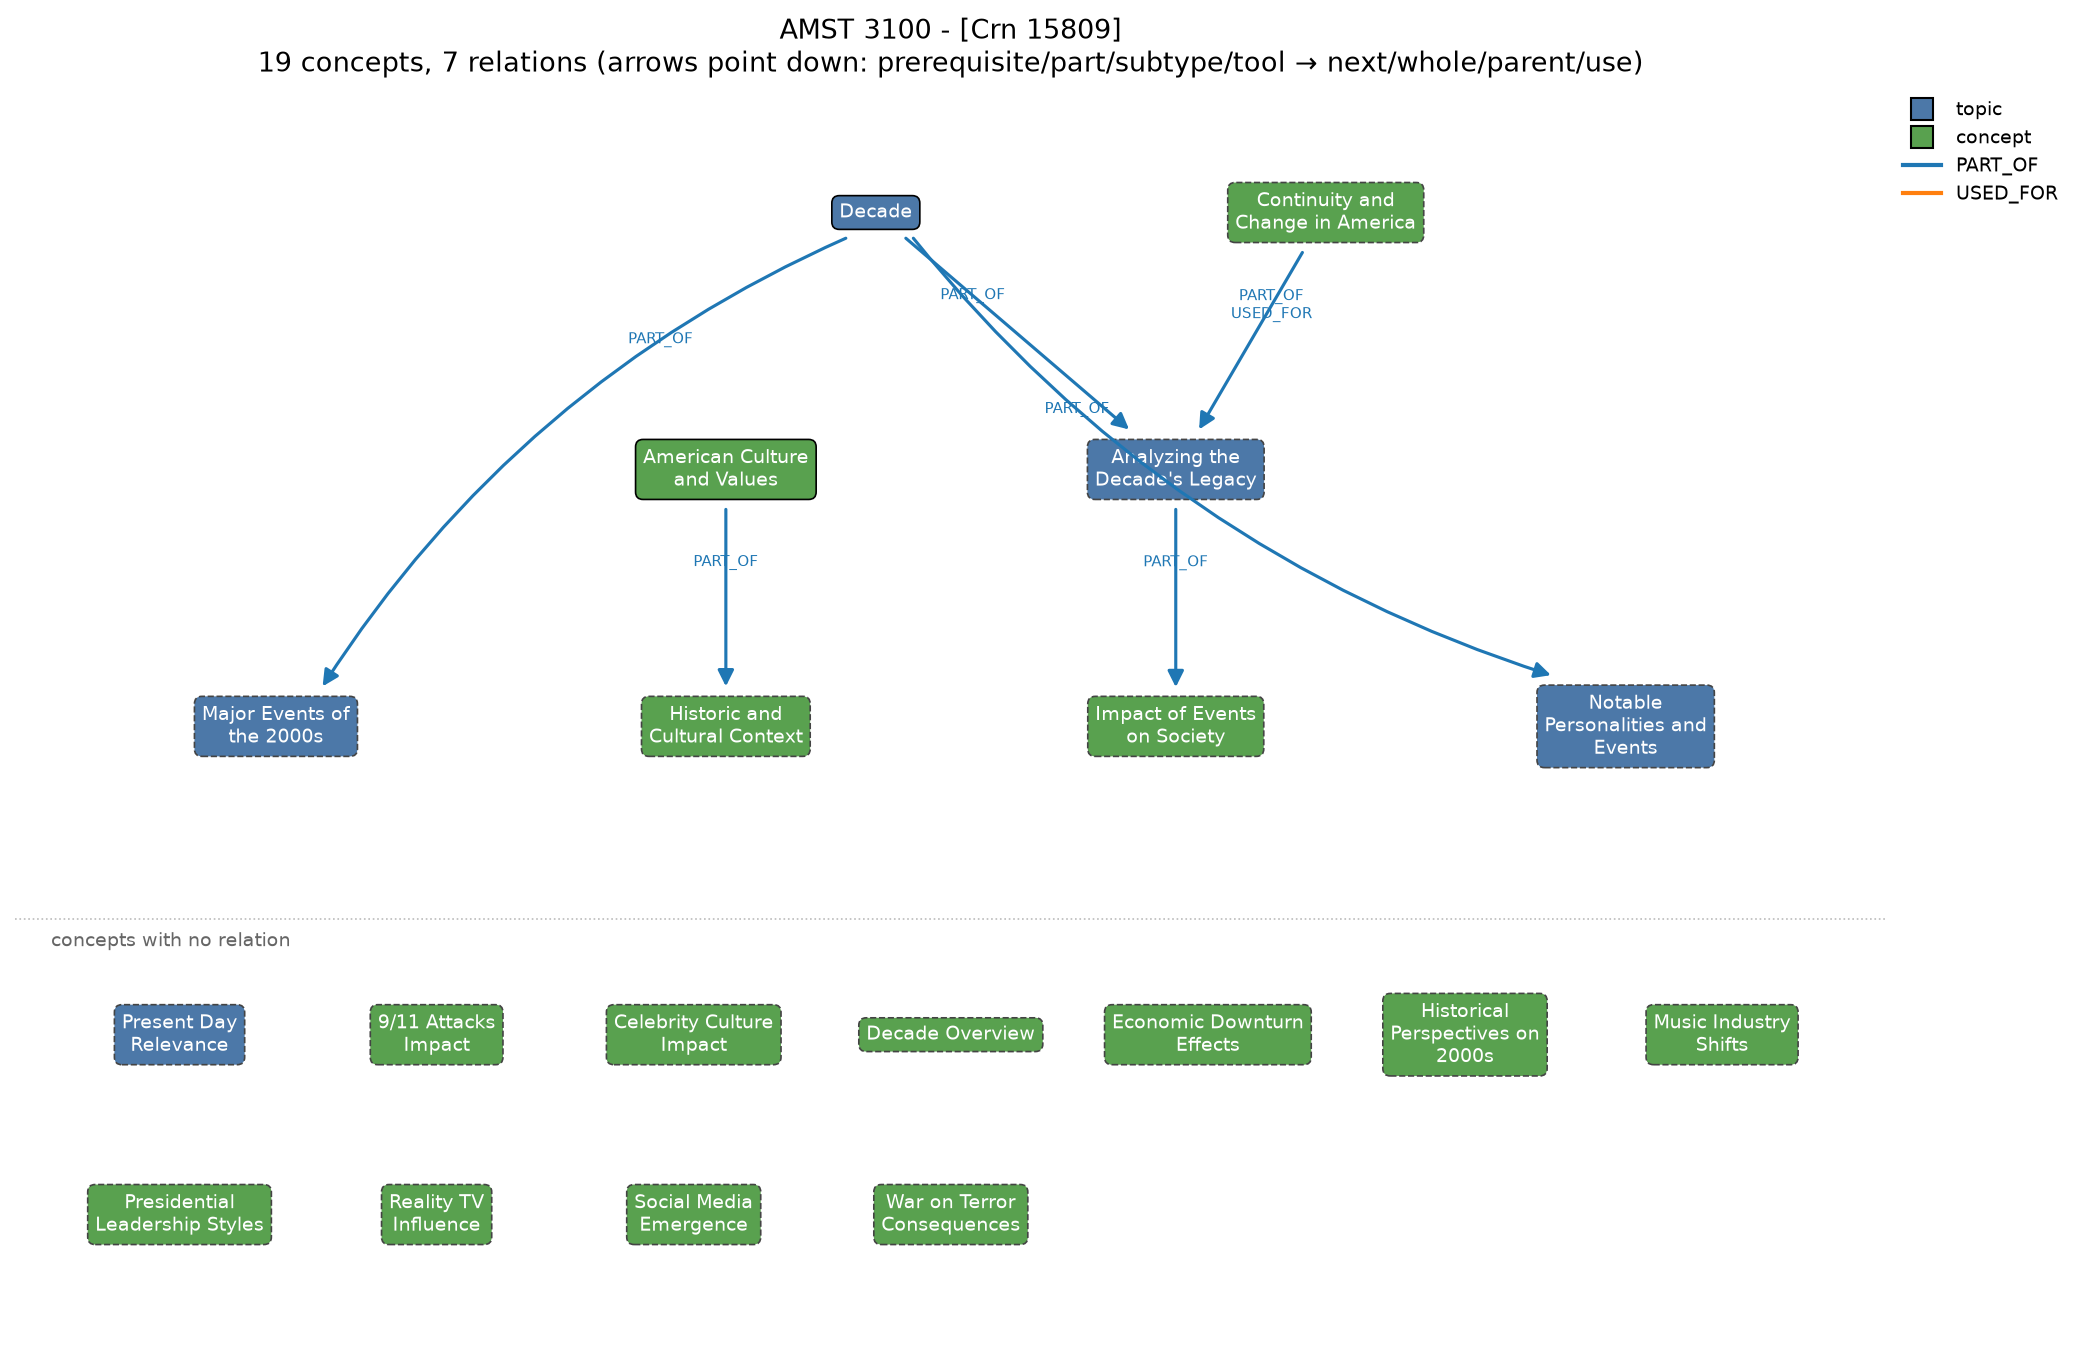 AMST 3100 - [Crn 15809]
19 concepts, 7 relations (arrows point down: prerequisite/part/subtype/tool → next/whole/parent/use)
topic
concept
PART_OF
USED_FOR
Decade
Continuity and
Change in America
PART_OF
PART_OF
USED_FOR
PART_OF
PART_OF
American Culture
and Values
Analyzing the
Decade's Legacy
PART_OF
PART_OF
Major Events of
the 2000s
Historic and
Cultural Context
Impact of Events
on Society
Notable
Personalities and
Events
concepts with no relation
Present Day
Relevance
9/11 Attacks
Impact
Celebrity Culture
Impact
Decade Overview
Economic Downturn
Effects
Historical
Perspectives on
2000s
Music Industry
Shifts
Presidential
Leadership Styles
Reality TV
Influence
Social Media
Emergence
War on Terror
Consequences